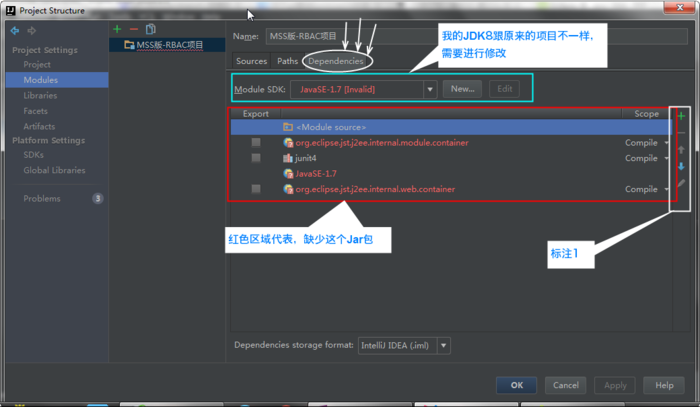 Project Structure
Project Settings
Project
Modules
Libraries
Facets
Artifacts
Platform Settings
SDKs
Global Libraries
Problems
3
MSS版-RBAC项目
Name: MSS版-RBAC项目
Sources Paths Dependencies
我的JDK8跟原来的项目不一样，
需要进行修改
Module SDK: JavaSE-1.7 [Invalid] New... Edit
Export Scope
<Module source>
org.eclipse.jst.j2ee.internal.module.container Compile
junit4 Compile
JavaSE-1.7
org.eclipse.jst.j2ee.internal.web.container Compile
红色区域代表，缺少这个Jar包
标注1
Dependencies storage format: IntelliJ IDEA (.iml)
OK Cancel Apply Help